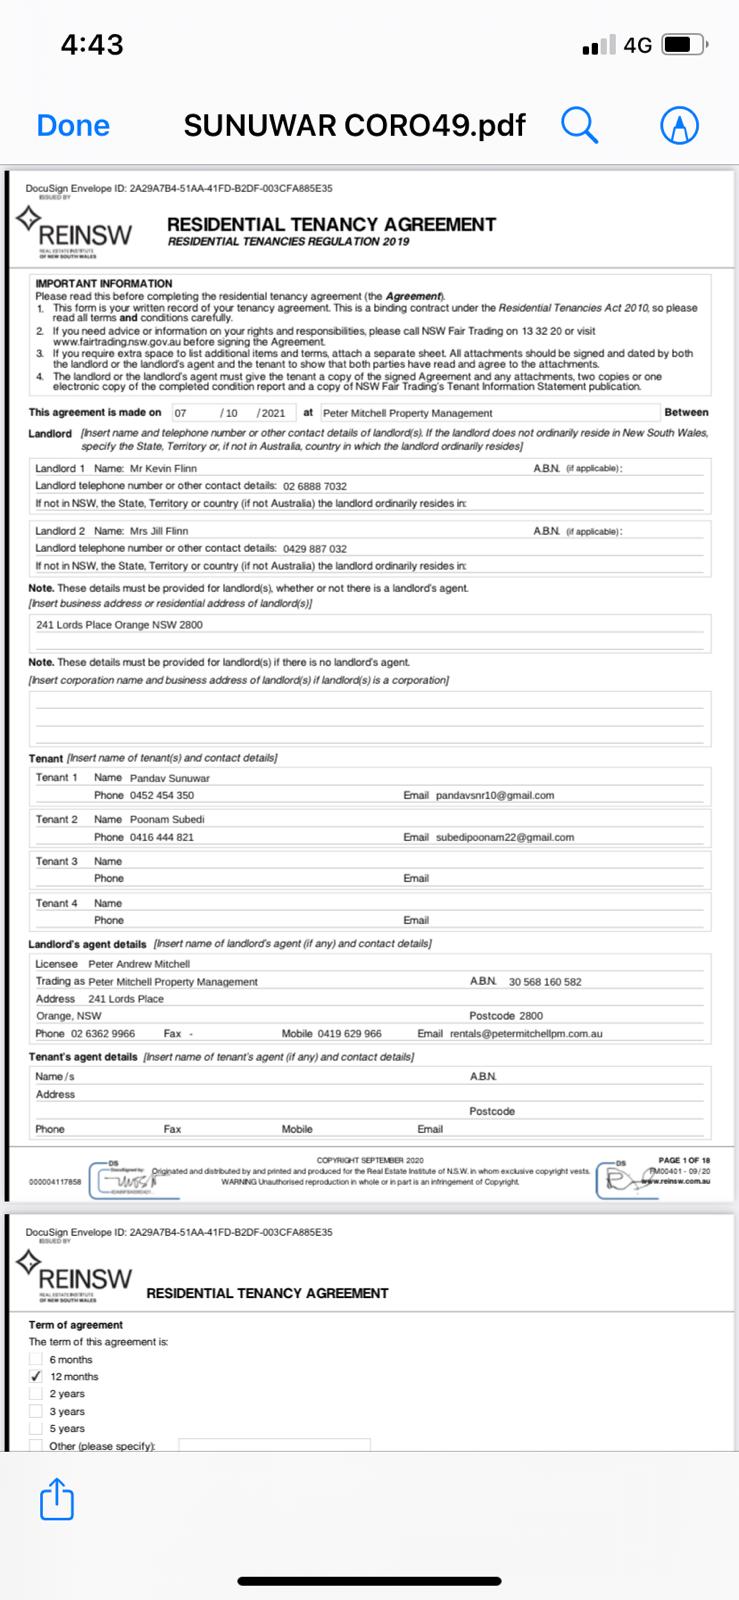 4:43
4G
Done
SUNUWAR CORO49.pdf
DocuSign Envelope ID: 2A29A7B4-51AA-41FD-B2DF-003CFA885E35
ISSUED BY
REINSW
REAL ESTATE INSTITUTE
OF NEW SOUTH WALES
RESIDENTIAL TENANCY AGREEMENT
RESIDENTIAL TENANCIES REGULATION 2019
IMPORTANT INFORMATION
Please read this before completing the residential tenancy agreement (the Agreement).
1. This form is your written record of your tenancy agreement. This is a binding contract under the Residential Tenancies Act 2010, so please
read all terms and conditions carefully.
2. If you need advice or information on your rights and responsibilities, please call NSW Fair Trading on 13 32 20 or visit
www.fairtrading.nsw.gov.au before signing the Agreement.
3. If you require extra space to list additional items and terms, attach a separate sheet. All attachments should be signed and dated by both
the landlord or the landlord's agent and the tenant to show that both parties have read and agree to the attachments.
4. The landlord or the landlord's agent must give the tenant a copy of the signed Agreement and any attachments, two copies or one
electronic copy of the completed condition report and a copy of NSW Fair Trading's Tenant Information Statement publication.
This agreement is made on 07 / 10 / 2021 at Peter Mitchell Property Management Between
Landlord [Insert name and telephone number or other contact details of landlord(s). If the landlord does not ordinarily reside in New South Wales,
specify the State, Territory or, if not in Australia, country in which the landlord ordinarily resides]
Landlord 1 Name: Mr Kevin Flinn A.B.N. (if applicable):
Landlord telephone number or other contact details: 02 6888 7032
If not in NSW, the State, Territory or country (if not Australia) the landlord ordinarily resides in:
Landlord 2 Name: Mrs Jill Flinn A.B.N. (if applicable):
Landlord telephone number or other contact details: 0429 887 032
If not in NSW, the State, Territory or country (if not Australia) the landlord ordinarily resides in:
Note. These details must be provided for landlord(s), whether or not there is a landlord's agent.
[Insert business address or residential address of landlord(s)]
241 Lords Place Orange NSW 2800
Note. These details must be provided for landlord(s) if there is no landlord's agent.
[Insert corporation name and business address of landlord(s) if landlord(s) is a corporation]
Tenant [Insert name of tenant(s) and contact details]
Tenant 1 Name Pandav Sunuwar
Phone 0452 454 350 Email pandavsnr10@gmail.com
Tenant 2 Name Poonam Subedi
Phone 0416 444 821 Email subedipoonam22@gmail.com
Tenant 3 Name
Phone Email
Tenant 4 Name
Phone Email
Landlord's agent details [Insert name of landlord's agent (if any) and contact details]
Licensee Peter Andrew Mitchell
Trading as Peter Mitchell Property Management A.B.N. 30 568 160 582
Address 241 Lords Place
Orange, NSW Postcode 2800
Phone 02 6362 9966 Fax - Mobile 0419 629 966 Email rentals@petermitchellpm.com.au
Tenant's agent details [Insert name of tenant's agent (if any) and contact details]
Name/s A.B.N.
Address
Postcode
Phone Fax Mobile Email
COPYRIGHT SEPTEMBER 2020 PAGE 1 OF 18
DS Originated and distributed by and printed and produced for the Real Estate Institute of N.S.W. in whom exclusive copyright vests. DS FM00401 - 09/20
000004117858 WARNING Unauthorised reproduction in whole or in part is an infringement of Copyright. www.reinsw.com.au
DocuSign Envelope ID: 2A29A7B4-51AA-41FD-B2DF-003CFA885E35
ISSUED BY
REINSW
REAL ESTATE INSTITUTE
OF NEW SOUTH WALES
RESIDENTIAL TENANCY AGREEMENT
Term of agreement
The term of this agreement is:
6 months
✓ 12 months
2 years
3 years
5 years
Other (please specify):